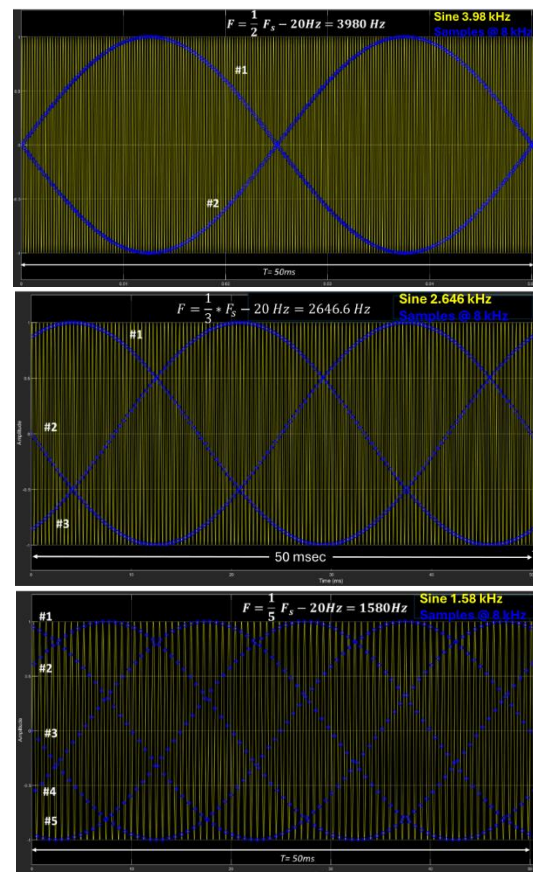 F = 1/2 F_s − 20Hz = 3980 Hz
Sine 3.98 kHz
Samples @ 8 kHz
#1
#2
T= 50ms
F = 1/3 * F_s − 20 Hz = 2646.6 Hz
Sine 2.646 kHz
Samples @ 8 kHz
#1
#2
#3
Amplitude
50 msec
Time (ms)
F = 1/5 F_s − 20Hz = 1580Hz
Sine 1.58 kHz
Samples @ 8 kHz
#1
#2
#3
#4
#5
Amplitude
T= 50ms